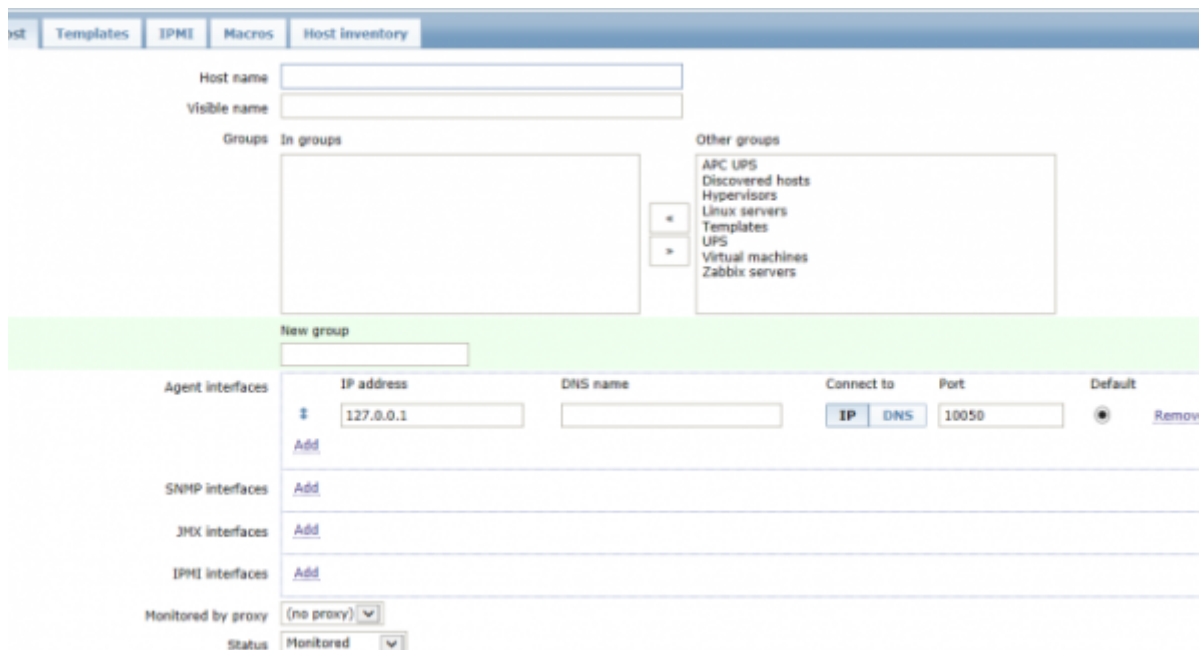 ost Templates IPMI Macros Host inventory
Host name
Visible name
Groups In groups Other groups
APC UPS
Discovered hosts
Hypervisors
Linux servers
Templates
UPS
Virtual machines
Zabbix servers
«
»
New group
Agent interfaces IP address DNS name Connect to Port Default
127.0.0.1 IP DNS 10050 Remove
Add
SNMP interfaces Add
JMX interfaces Add
IPMI interfaces Add
Monitored by proxy (no proxy)
Status Monitored